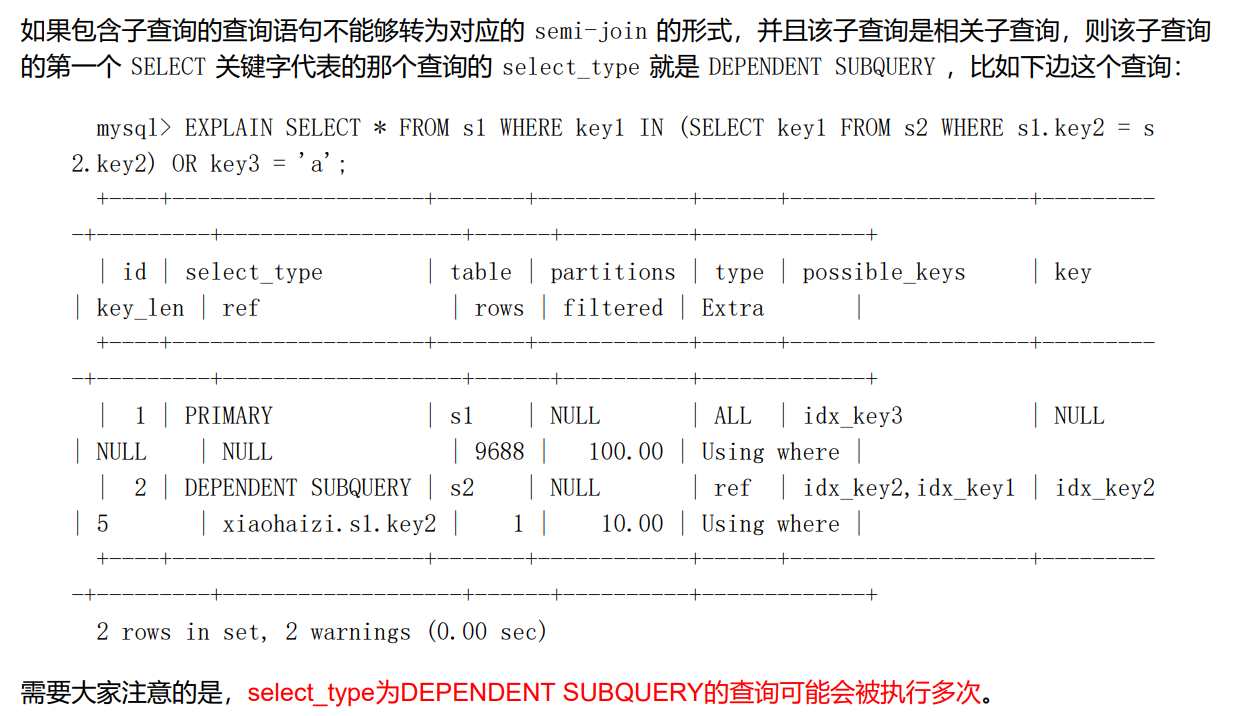 如果包含子查询的查询语句不能够转为对应的 semi-join 的形式，并且该子查询是相关子查询，则该子查询
的第一个 SELECT 关键字代表的那个查询的 select_type 就是 DEPENDENT SUBQUERY ，比如下边这个查询：
mysql> EXPLAIN SELECT * FROM s1 WHERE key1 IN (SELECT key1 FROM s2 WHERE s1.key2 = s
2.key2) OR key3 = 'a';
+----+--------------------+-------+------------+------+-------------------+---------
-+---------+-------------------+------+----------+-------------+
| id | select_type        | table | partitions | type | possible_keys     | key
| key_len | ref               | rows | filtered | Extra       |
+----+--------------------+-------+------------+------+-------------------+---------
-+---------+-------------------+------+----------+-------------+
|  1 | PRIMARY            | s1    | NULL       | ALL  | idx_key3          | NULL
| NULL    | NULL              | 9688 |   100.00 | Using where |
|  2 | DEPENDENT SUBQUERY | s2    | NULL       | ref  | idx_key2,idx_key1 | idx_key2
| 5       | xiaohaizi.s1.key2 |    1 |    10.00 | Using where |
+----+--------------------+-------+------------+------+-------------------+---------
-+---------+-------------------+------+----------+-------------+
2 rows in set, 2 warnings (0.00 sec)
需要大家注意的是，select_type为DEPENDENT SUBQUERY的查询可能会被执行多次。